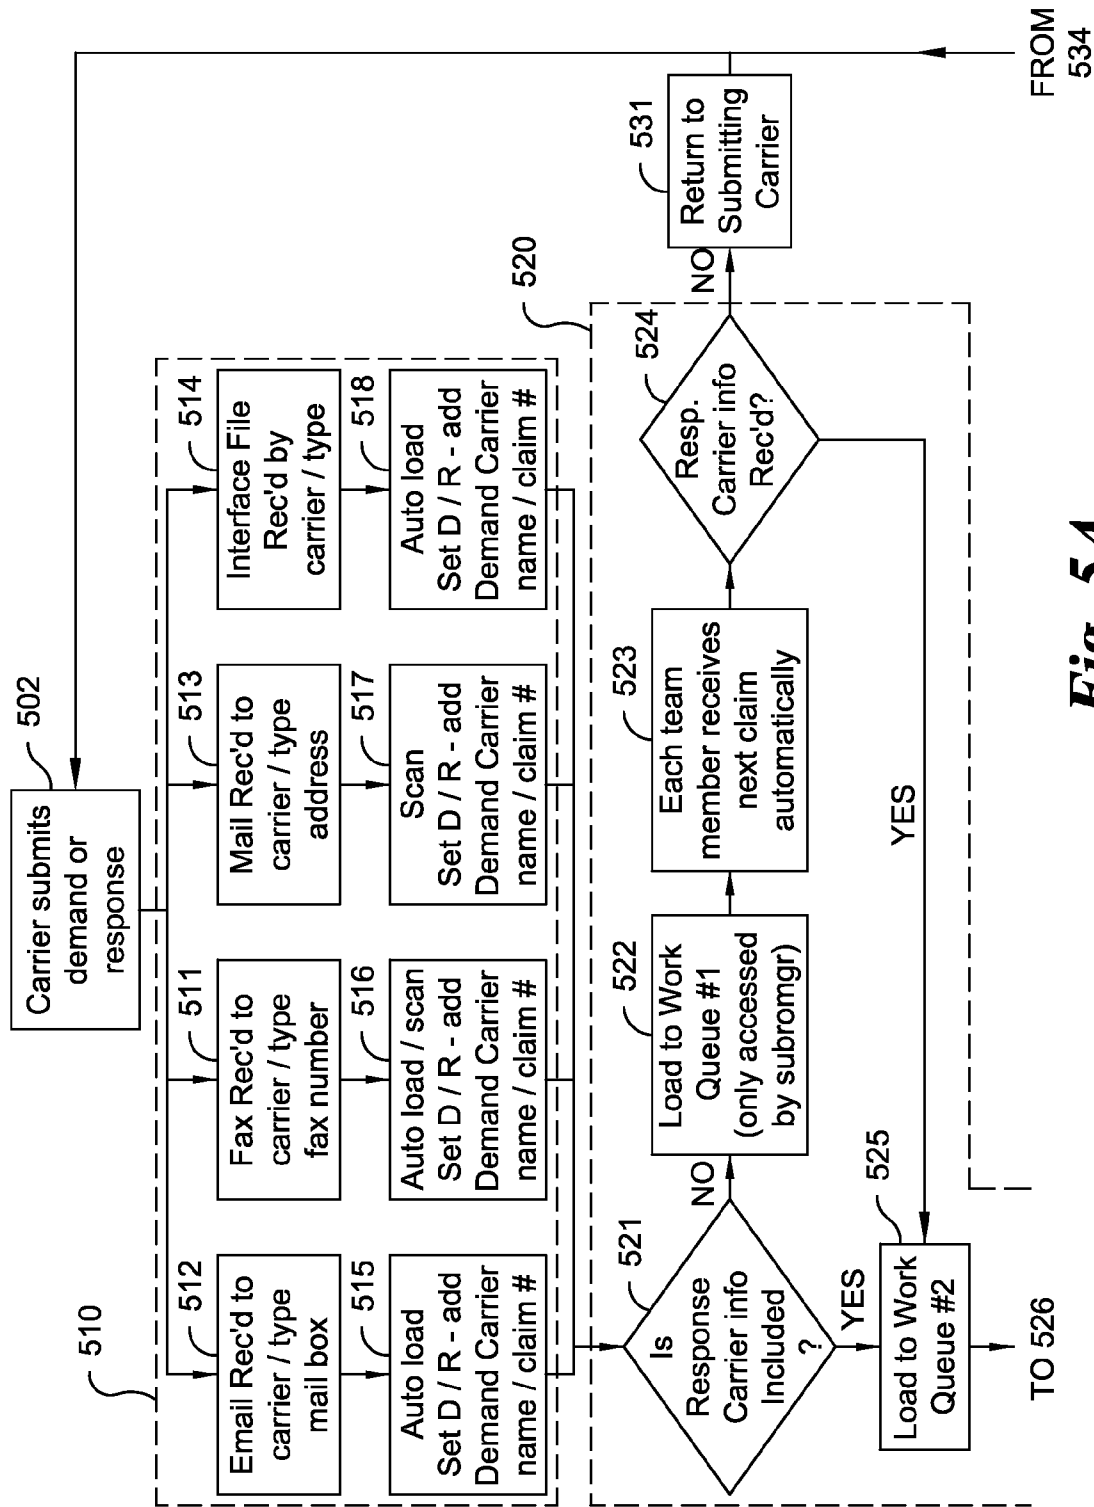 502
Carrier submits
demand or
response
510
512
Email Rec'd to
carrier / type
mail box
511
Fax Rec'd to
carrier / type
fax number
513
Mail Rec'd to
carrier / type
address
514
Interface File
Rec'd by
carrier / type
515
Auto load
Set D / R - add
Demand Carrier
name / claim #
516
Auto load / scan
Set D / R - add
Demand Carrier
name / claim #
517
Scan
Set D / R - add
Demand Carrier
name / claim #
518
Auto load
Set D / R - add
Demand Carrier
name / claim #
520
521
Is
Response
Carrier info
Included
?
NO
YES
522
Load to Work
Queue #1
(only accessed
by subromgr)
523
Each team
member receives
next claim
automatically
524
Resp.
Carrier info
Rec'd?
NO
YES
531
Return to
Submitting
Carrier
525
Load to Work
Queue #2
TO 526
FROM
534
Fig. 5A